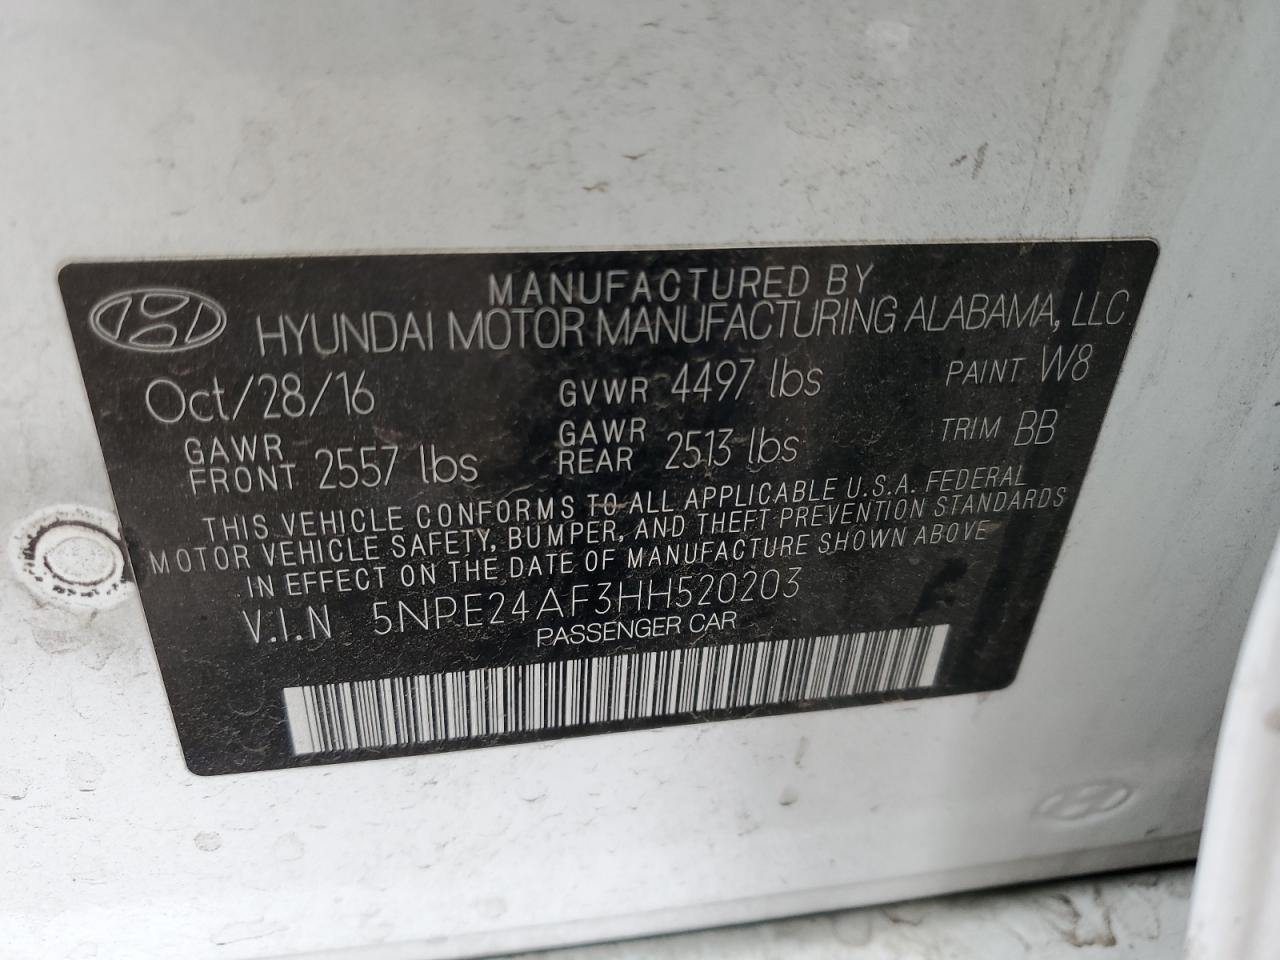 MANUFACTURED BY
HYUNDAI MOTOR MANUFACTURING ALABAMA, LLC
Oct/28/16 GVWR 4497 lbs PAINT W8
GAWR FRONT 2557 lbs GAWR REAR 2513 lbs TRIM BB
THIS VEHICLE CONFORMS TO ALL APPLICABLE U.S.A. FEDERAL
MOTOR VEHICLE SAFETY, BUMPER, AND THEFT PREVENTION STANDARDS
IN EFFECT ON THE DATE OF MANUFACTURE SHOWN ABOVE
V.I.N 5NPE24AF3HH520203
PASSENGER CAR